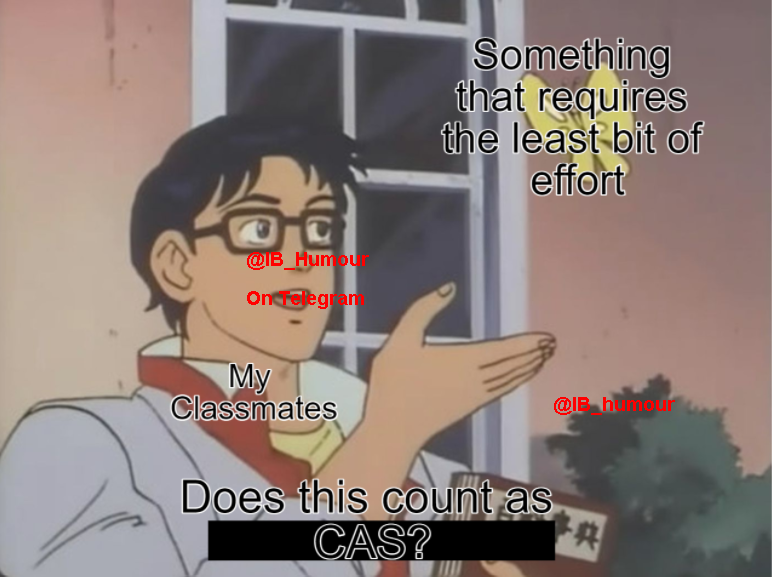 Something
that requires
the least bit of
effort
@IB_Humour
On Telegram
My
Classmates
@IB_humour
Does this count as
CAS?